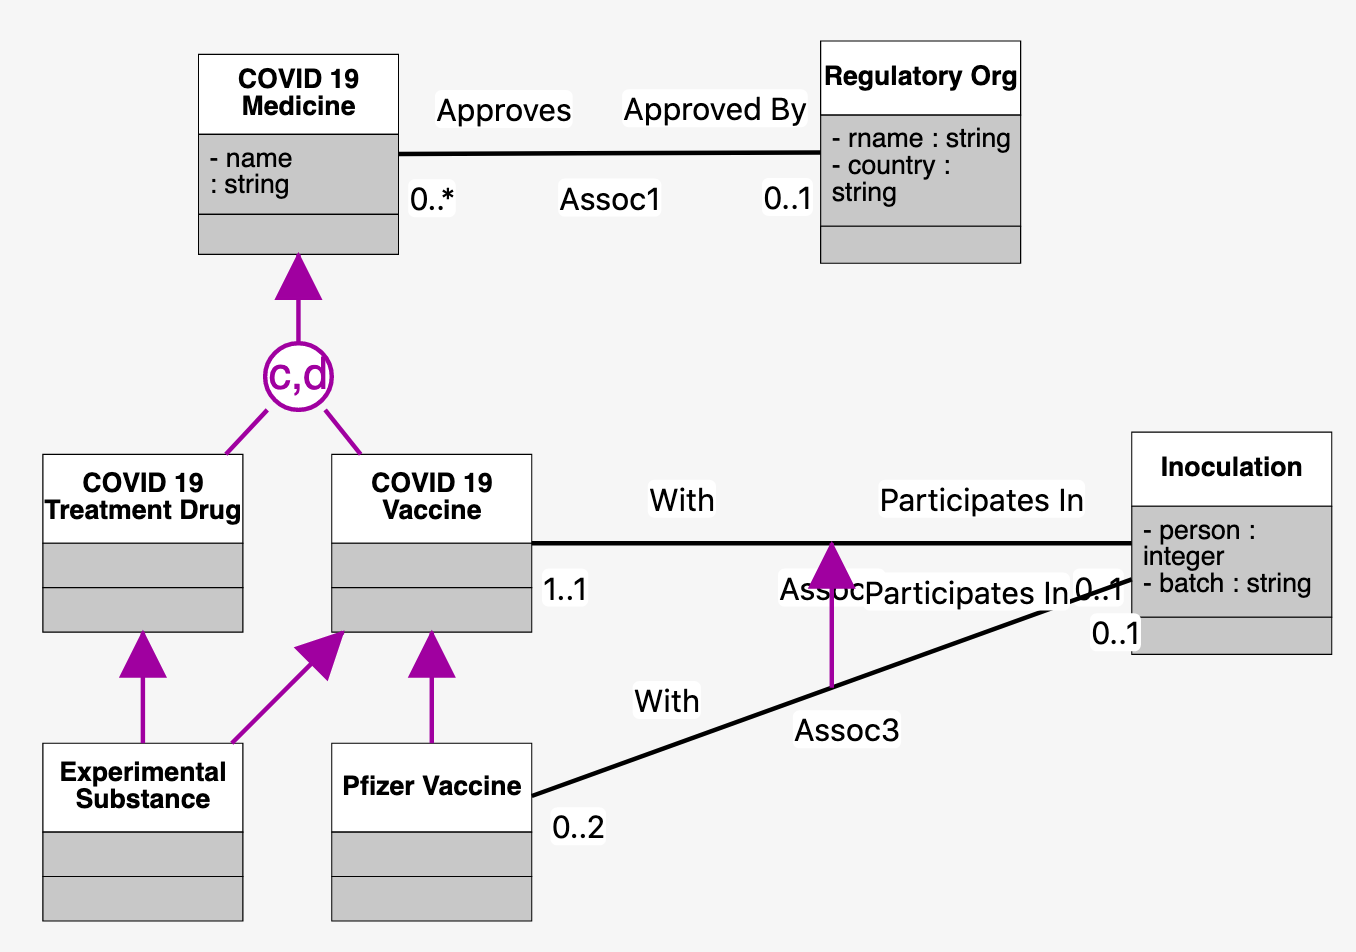 COVID 19
Medicine
- name
: string
Approves
Approved By
0..*
Assoc1
0..1
Regulatory Org
- rname : string
- country :
string
c,d
COVID 19
Treatment Drug
COVID 19
Vaccine
With
Participates In
1..1
Assoc
Participates In
0..1
0..1
Inoculation
- person :
integer
- batch : string
With
Assoc3
0..2
Experimental
Substance
Pfizer Vaccine